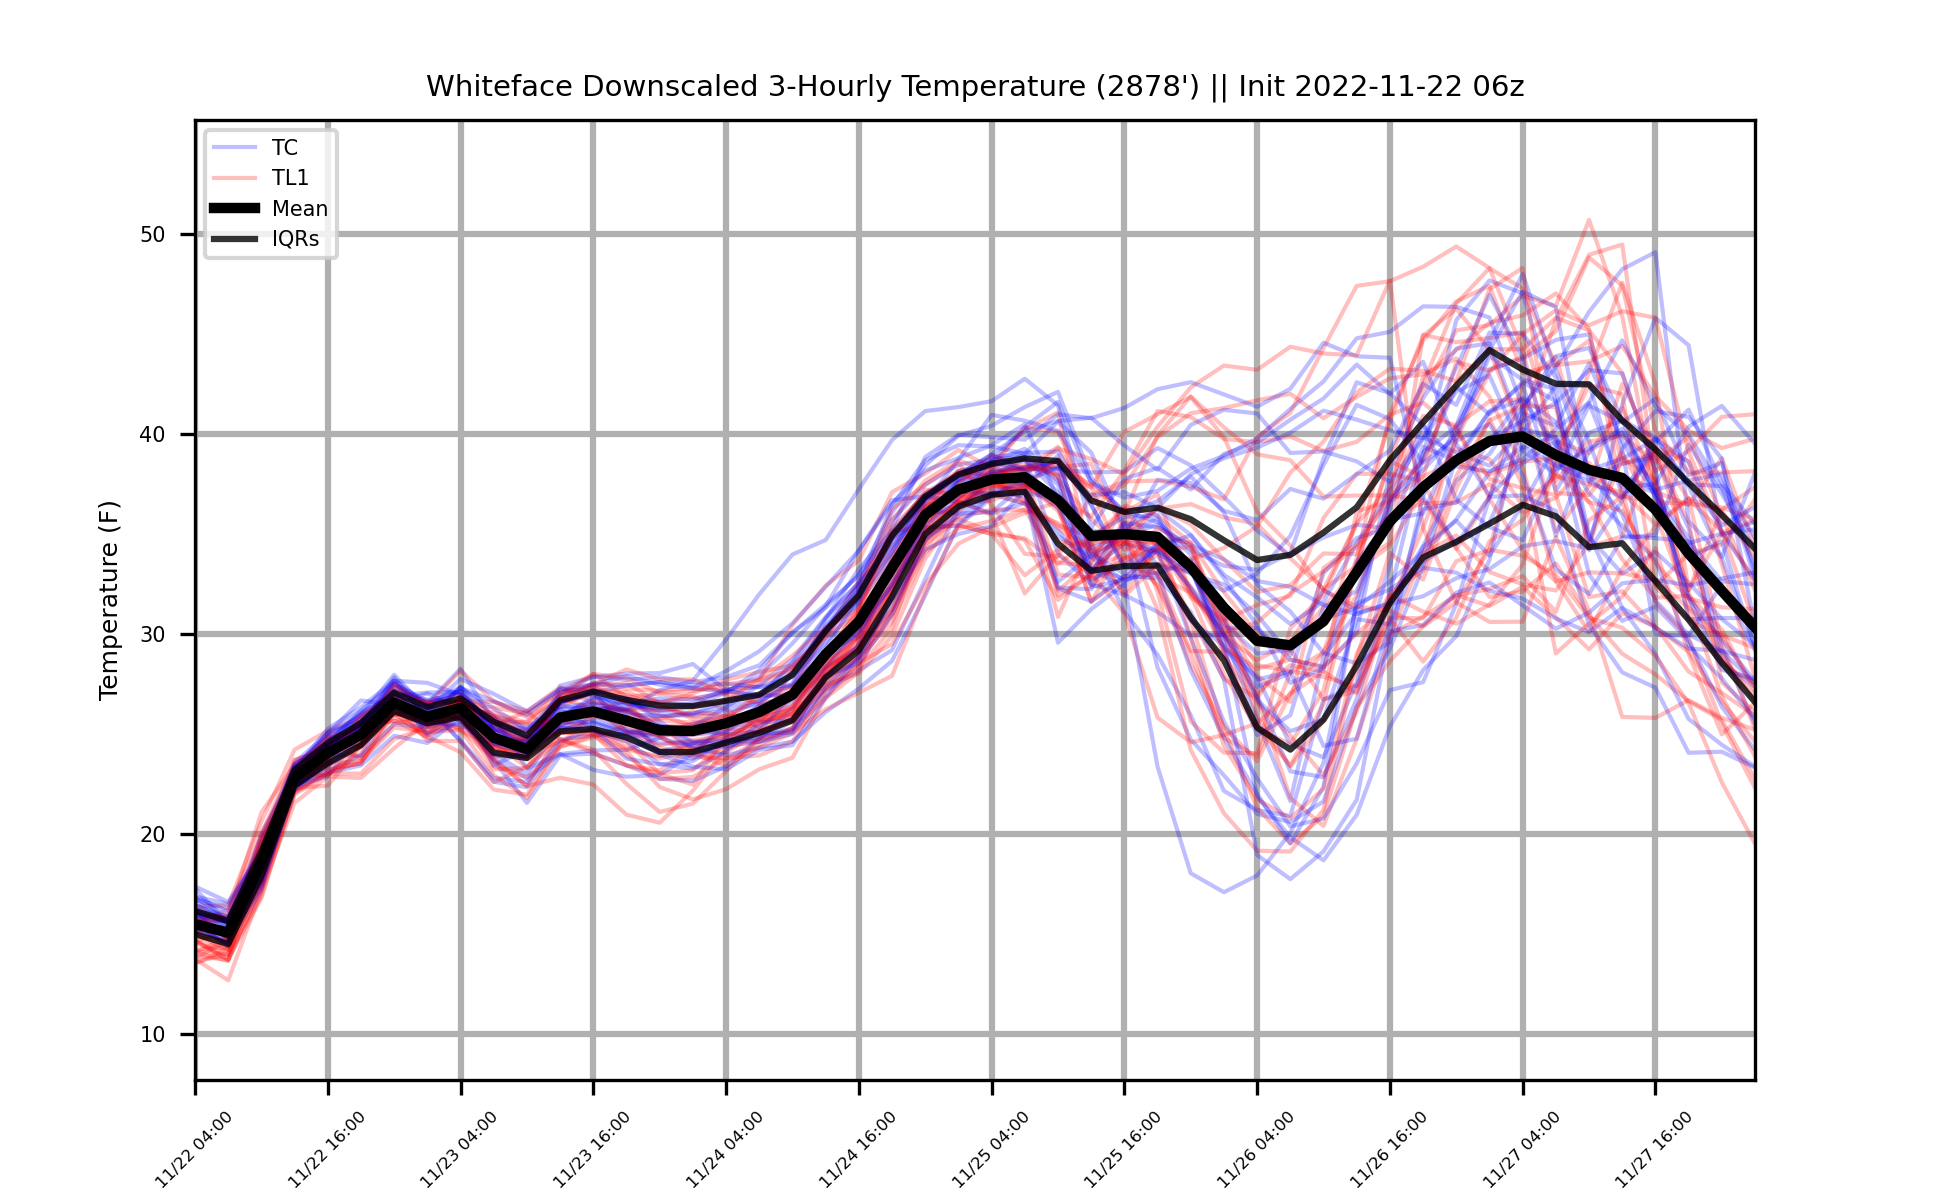 Whiteface Downscaled 3-Hourly Temperature (2878') || Init 2022-11-22 06z
TC
TL1
Mean
IQRs
Temperature (F)
50
40
30
20
10
11/22 04:00
11/22 16:00
11/23 04:00
11/23 16:00
11/24 04:00
11/24 16:00
11/25 04:00
11/25 16:00
11/26 04:00
11/26 16:00
11/27 04:00
11/27 16:00